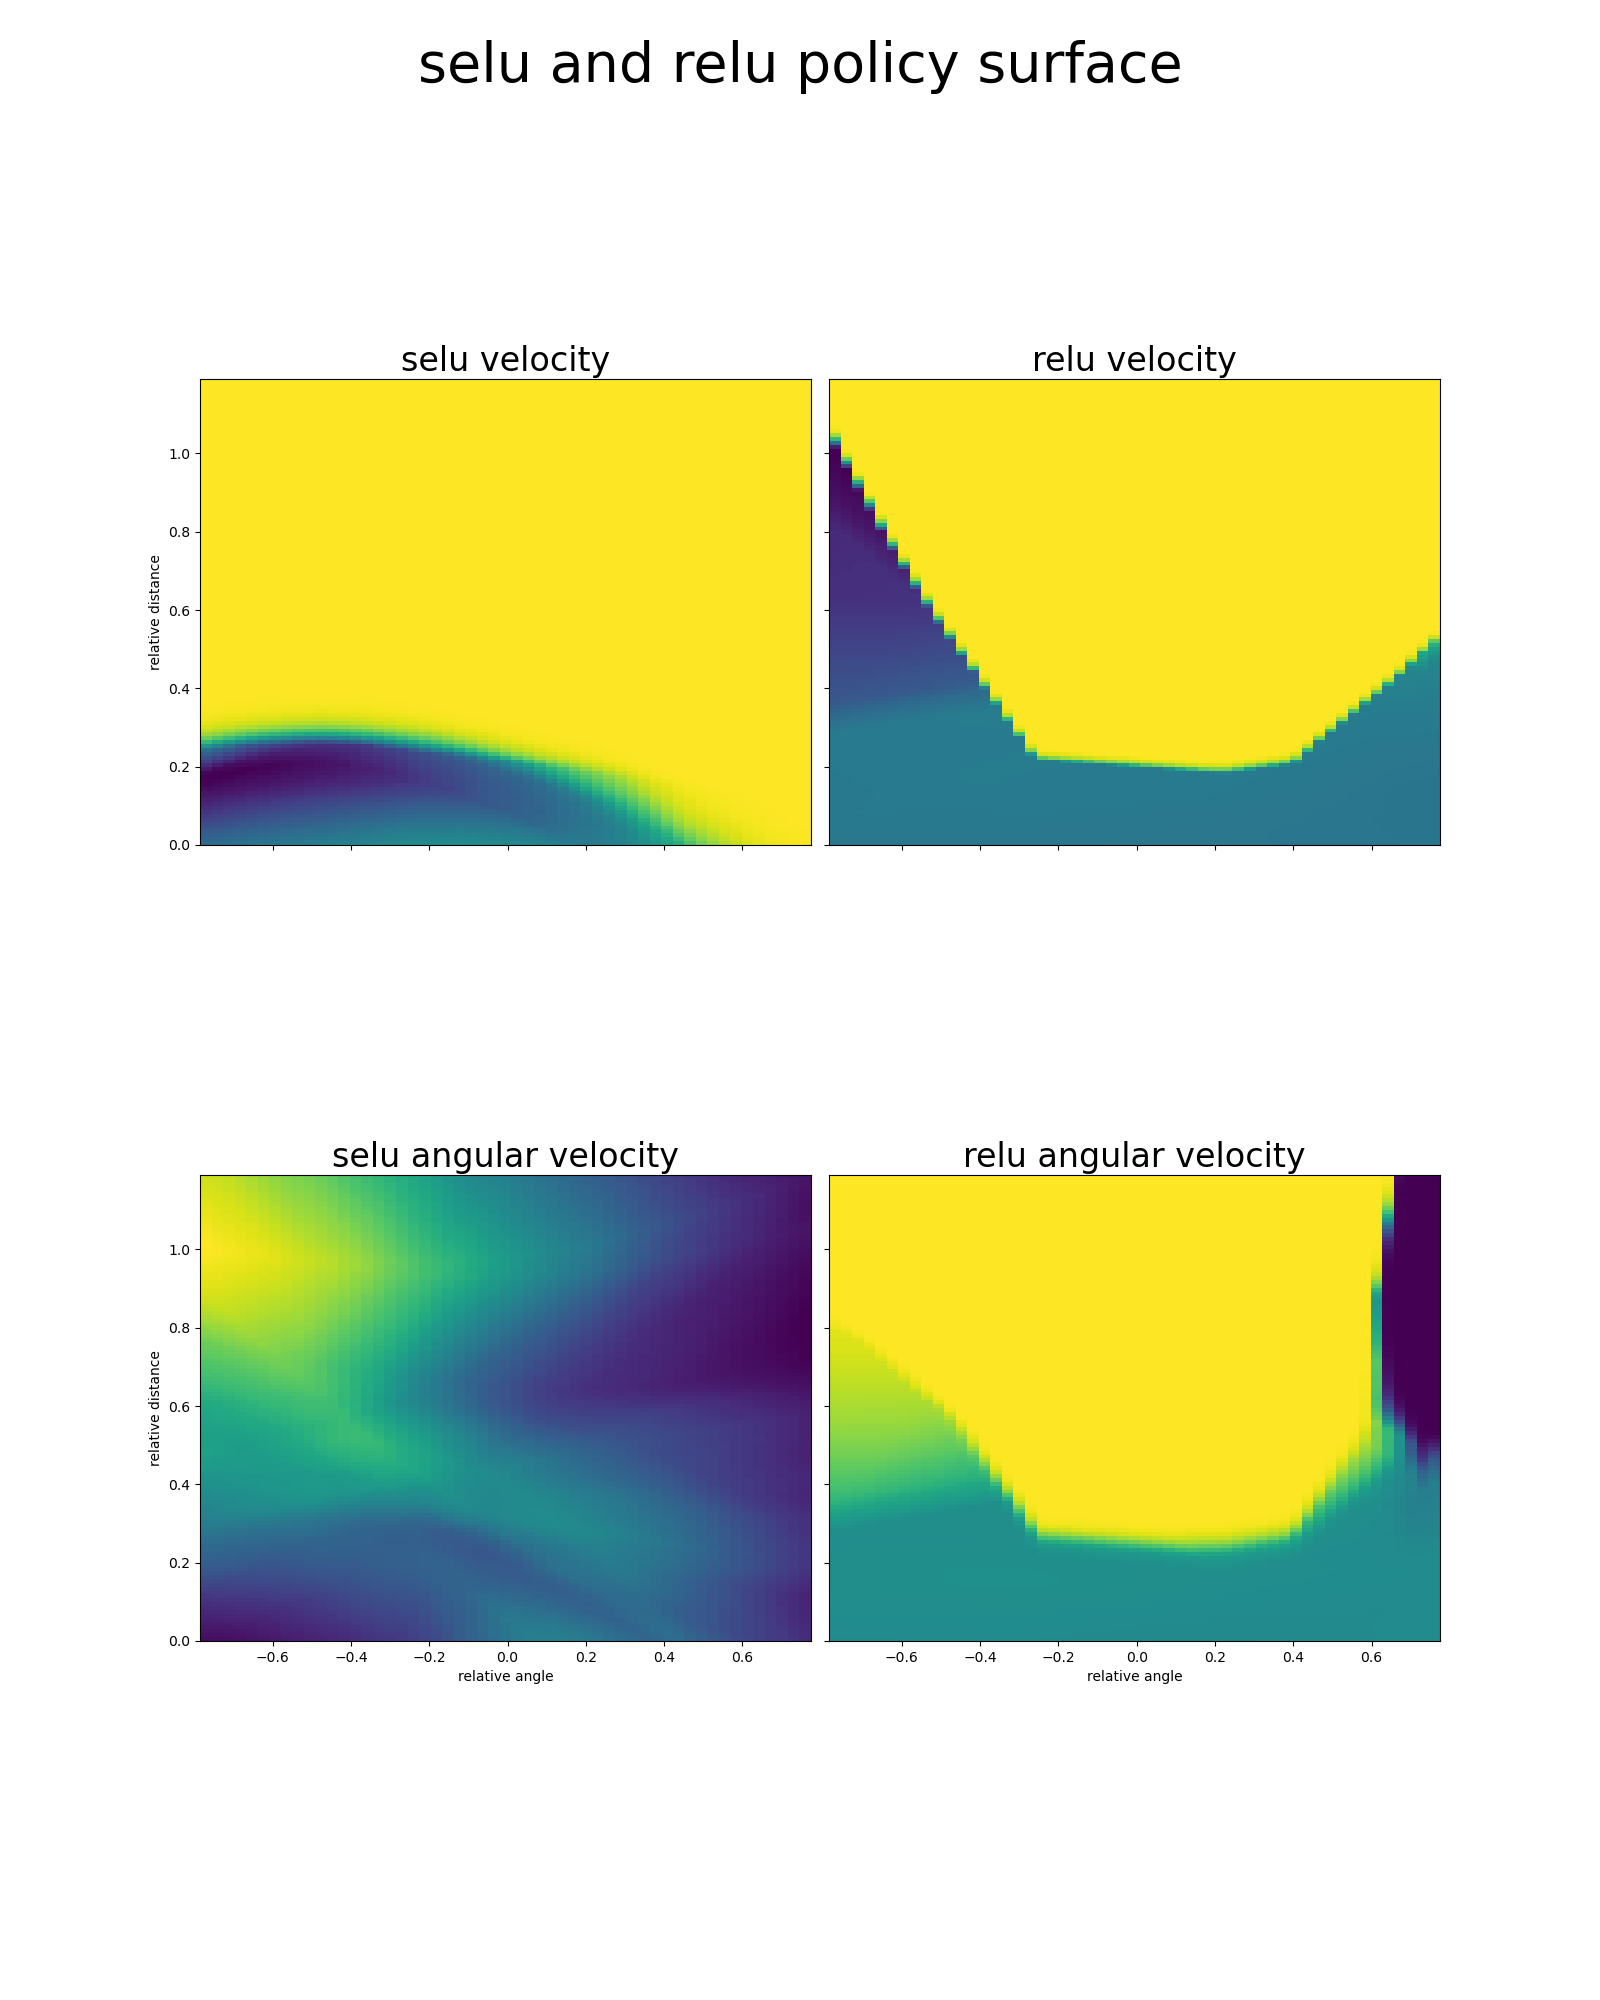 selu and relu policy surface
selu velocity
relu velocity
relative distance
1.0
0.8
0.6
0.4
0.2
0.0
selu angular velocity
relu angular velocity
relative distance
1.0
0.8
0.6
0.4
0.2
0.0
−0.6 −0.4 −0.2 0.0 0.2 0.4 0.6
relative angle
−0.6 −0.4 −0.2 0.0 0.2 0.4 0.6
relative angle